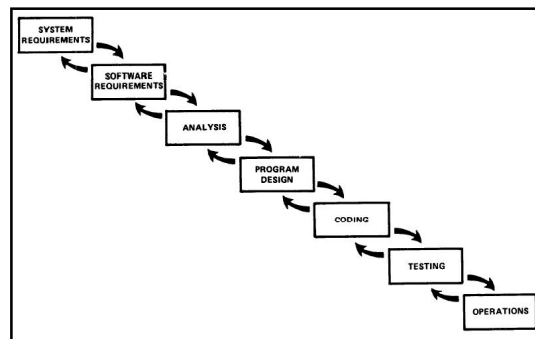 SYSTEM
REQUIREMENTS
SOFTWARE
REQUIREMENTS
ANALYSIS
PROGRAM
DESIGN
CODING
TESTING
OPERATIONS